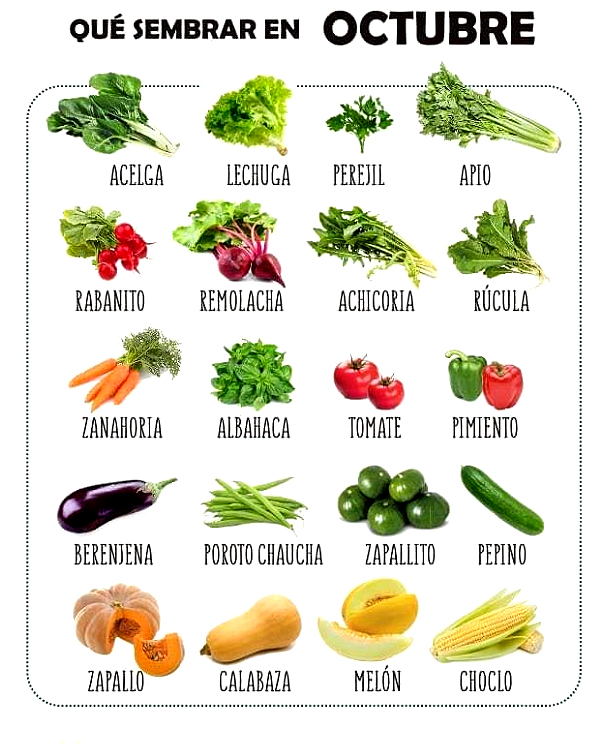 QUÉ SEMBRAR EN OCTUBRE
ACELGA LECHUGA PEREJIL APIO
RABANITO REMOLACHA ACHICORIA RÚCULA
ZANAHORIA ALBAHACA TOMATE PIMIENTO
BERENJENA POROTO CHAUCHA ZAPALLITO PEPINO
ZAPALLO CALABAZA MELÓN CHOCLO